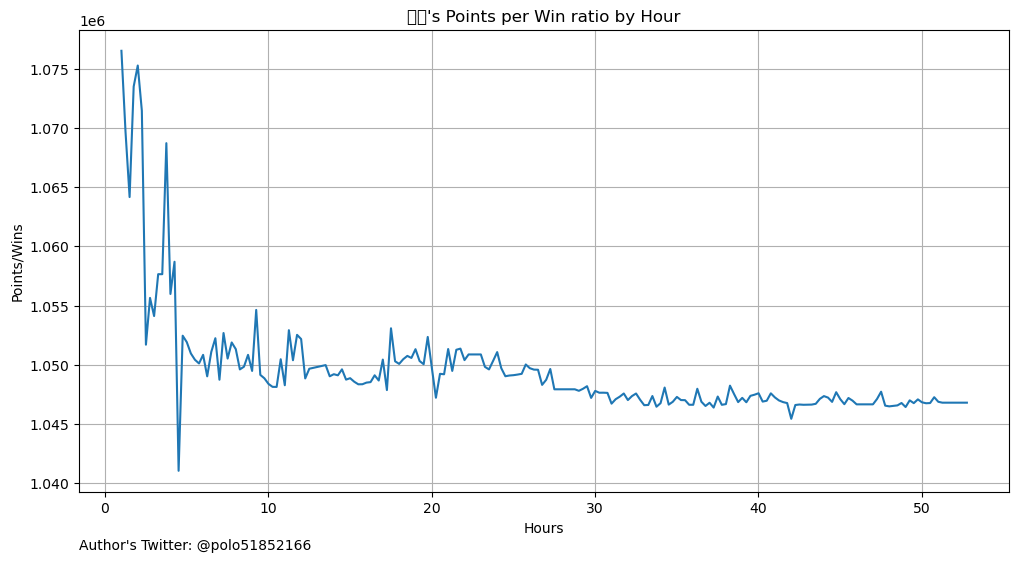 1e6
's Points per Win ratio by Hour
1.075
1.070
1.065
1.060
1.055
1.050
1.045
1.040
Points/Wins
0 10 20 30 40 50
Hours
Author's Twitter: @polo51852166